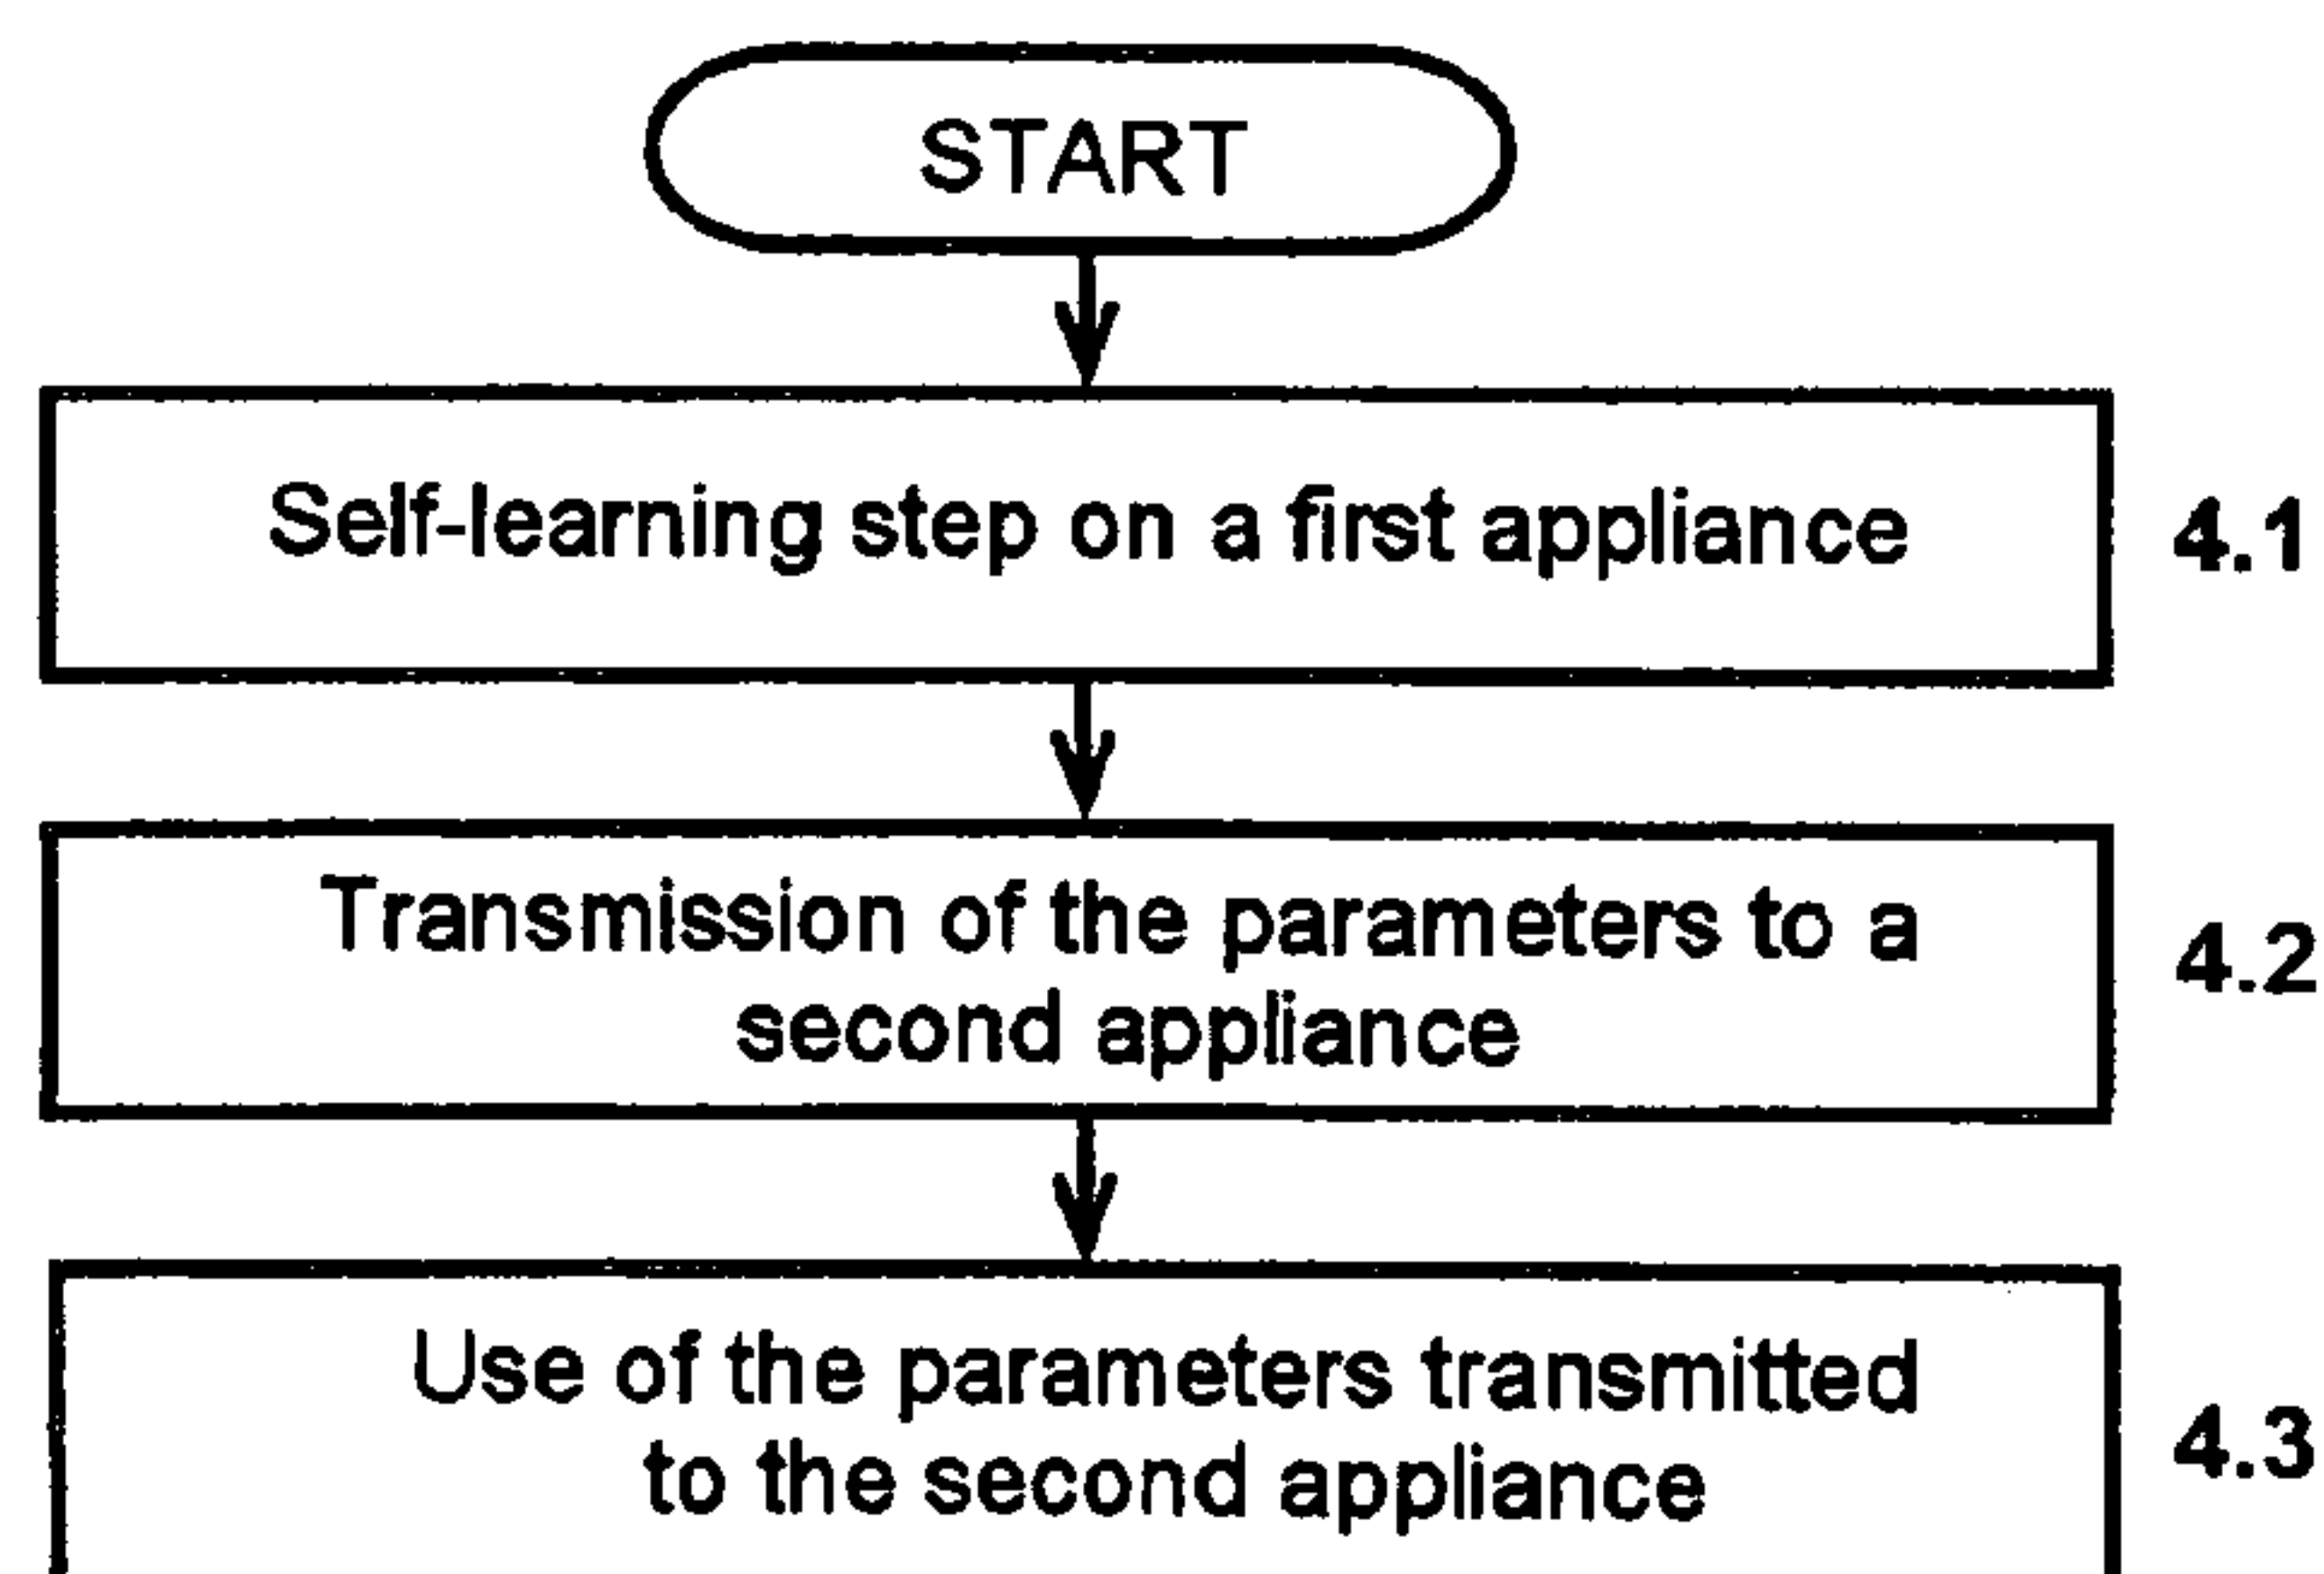 START
Self-learning step on a first appliance
4.1
Transmission of the parameters to a
second appliance
4.2
Use of the parameters transmitted
to the second appliance
4.3